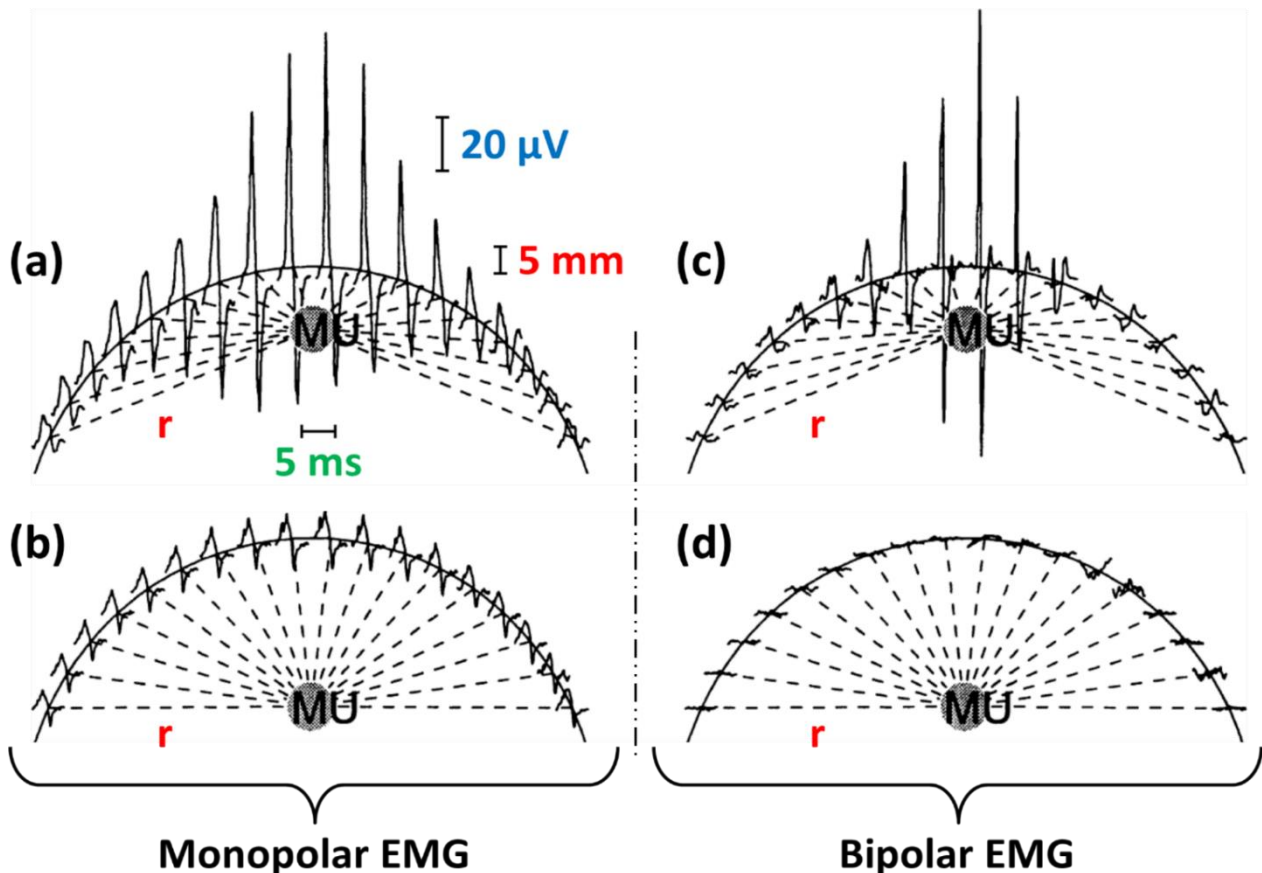 (a)
20 µV
5 mm
MU
r
5 ms
(c)
MU
r
(b)
MU
r
(d)
MU
r
Monopolar EMG
Bipolar EMG